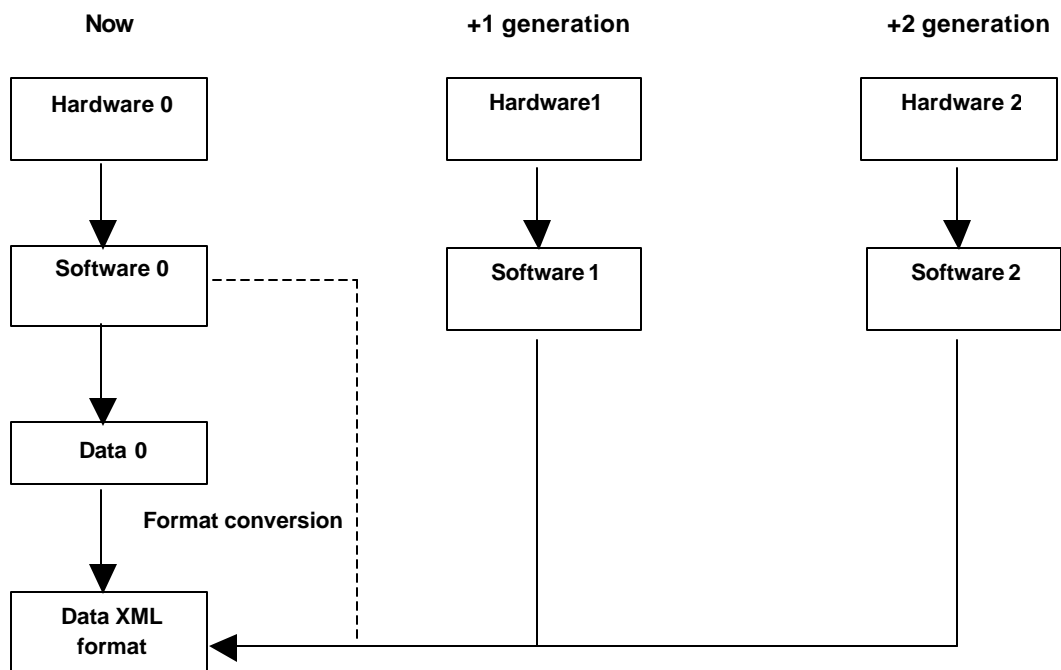 Now
+1 generation
+2 generation
Hardware 0
Hardware1
Hardware 2
Software 0
Software 1
Software 2
Data 0
Format conversion
Data XML
format